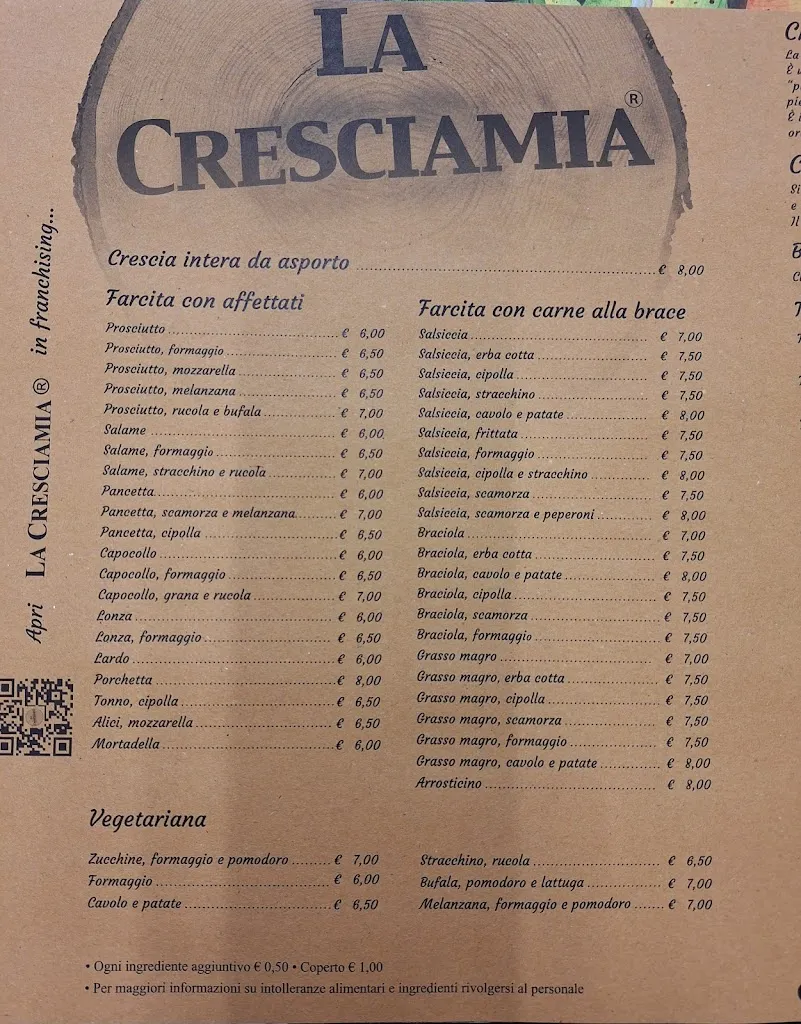 LA
CRESCIAMIA®
Apri LA CRESCIAMIA® in franchising...
Crescia intera da asporto € 8,00
Farcita con affettati
Prosciutto € 6,00
Prosciutto, formaggio € 6,50
Prosciutto, mozzarella € 6,50
Prosciutto, melanzana € 6,50
Prosciutto, rucola e bufala € 7,00
Salame € 6,00
Salame, formaggio € 6,50
Salame, stracchino e rucola € 7,00
Pancetta € 6,00
Pancetta, scamorza e melanzana € 7,00
Pancetta, cipolla € 6,50
Capocollo € 6,00
Capocollo, formaggio € 6,50
Capocollo, grana e rucola € 7,00
Lonza € 6,00
Lonza, formaggio € 6,50
Lardo € 6,00
Porchetta € 8,00
Tonno, cipolla € 6,50
Alici, mozzarella € 6,50
Mortadella € 6,00
Farcita con carne alla brace
Salsiccia € 7,00
Salsiccia, erba cotta € 7,50
Salsiccia, cipolla € 7,50
Salsiccia, stracchino € 7,50
Salsiccia, cavolo e patate € 8,00
Salsiccia, frittata € 7,50
Salsiccia, formaggio € 7,50
Salsiccia, cipolla e stracchino € 8,00
Salsiccia, scamorza € 7,50
Salsiccia, scamorza e peperoni € 8,00
Braciola € 7,00
Braciola, erba cotta € 7,50
Braciola, cavolo e patate € 8,00
Braciola, cipolla € 7,50
Braciola, scamorza € 7,50
Braciola, formaggio € 7,50
Grasso magro € 7,00
Grasso magro, erba cotta € 7,50
Grasso magro, cipolla € 7,50
Grasso magro, scamorza € 7,50
Grasso magro, formaggio € 7,50
Grasso magro, cavolo e patate € 8,00
Arrosticino € 8,00
Vegetariana
Zucchine, formaggio e pomodoro € 7,00
Formaggio € 6,00
Cavolo e patate € 6,50
Stracchino, rucola € 6,50
Bufala, pomodoro e lattuga € 7,00
Melanzana, formaggio e pomodoro € 7,00
• Ogni ingrediente aggiuntivo € 0,50 • Coperto € 1,00
• Per maggiori informazioni su intolleranze alimentari e ingredienti rivolgersi al personale